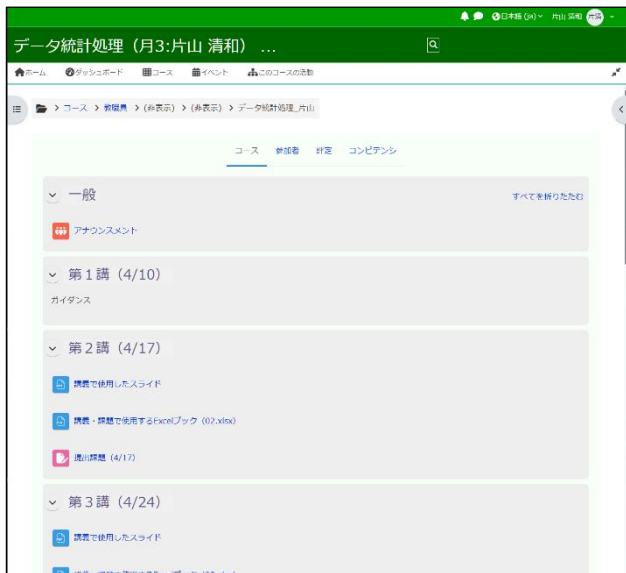 日本語 (ja) 片山 清和 片清
データ統計処理（月3:片山 清和） ...
ホーム ダッシュボード コース イベント このコースの活動
コース > 教職員 > (非表示) > (非表示) > データ統計処理_片山
コース 参加者 評定 コンピテンシ
一般 すべてを折りたたむ
アナウンスメント
第1講（4/10）
ガイダンス
第2講（4/17）
講義で使用したスライド
講義・課題で使用するExcelブック（02.xlsx）
提出課題（4/17）
第3講（4/24）
講義で使用したスライド